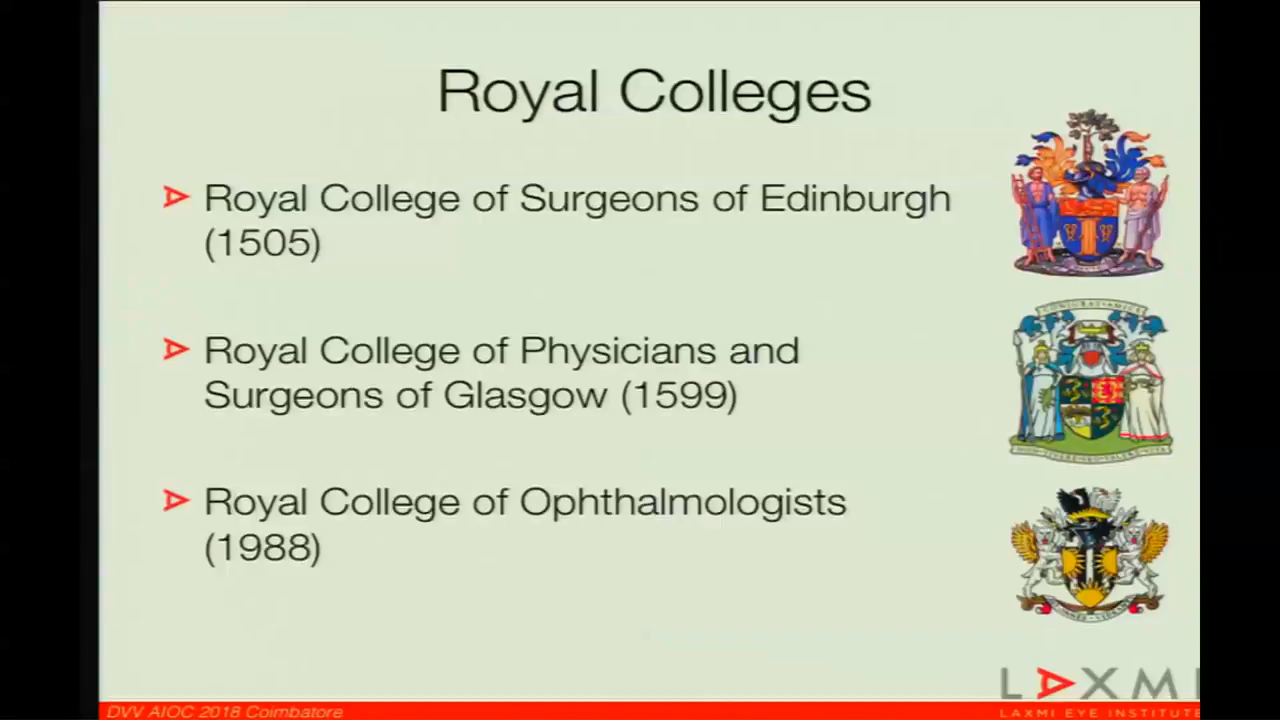 Royal Colleges
Royal College of Surgeons of Edinburgh
(1505)
Royal College of Physicians and
Surgeons of Glasgow (1599)
Royal College of Ophthalmologists
(1988)
LAXMI
LAXMI EYE INSTITUTE
DVV AIOC 2018 Coimbatore